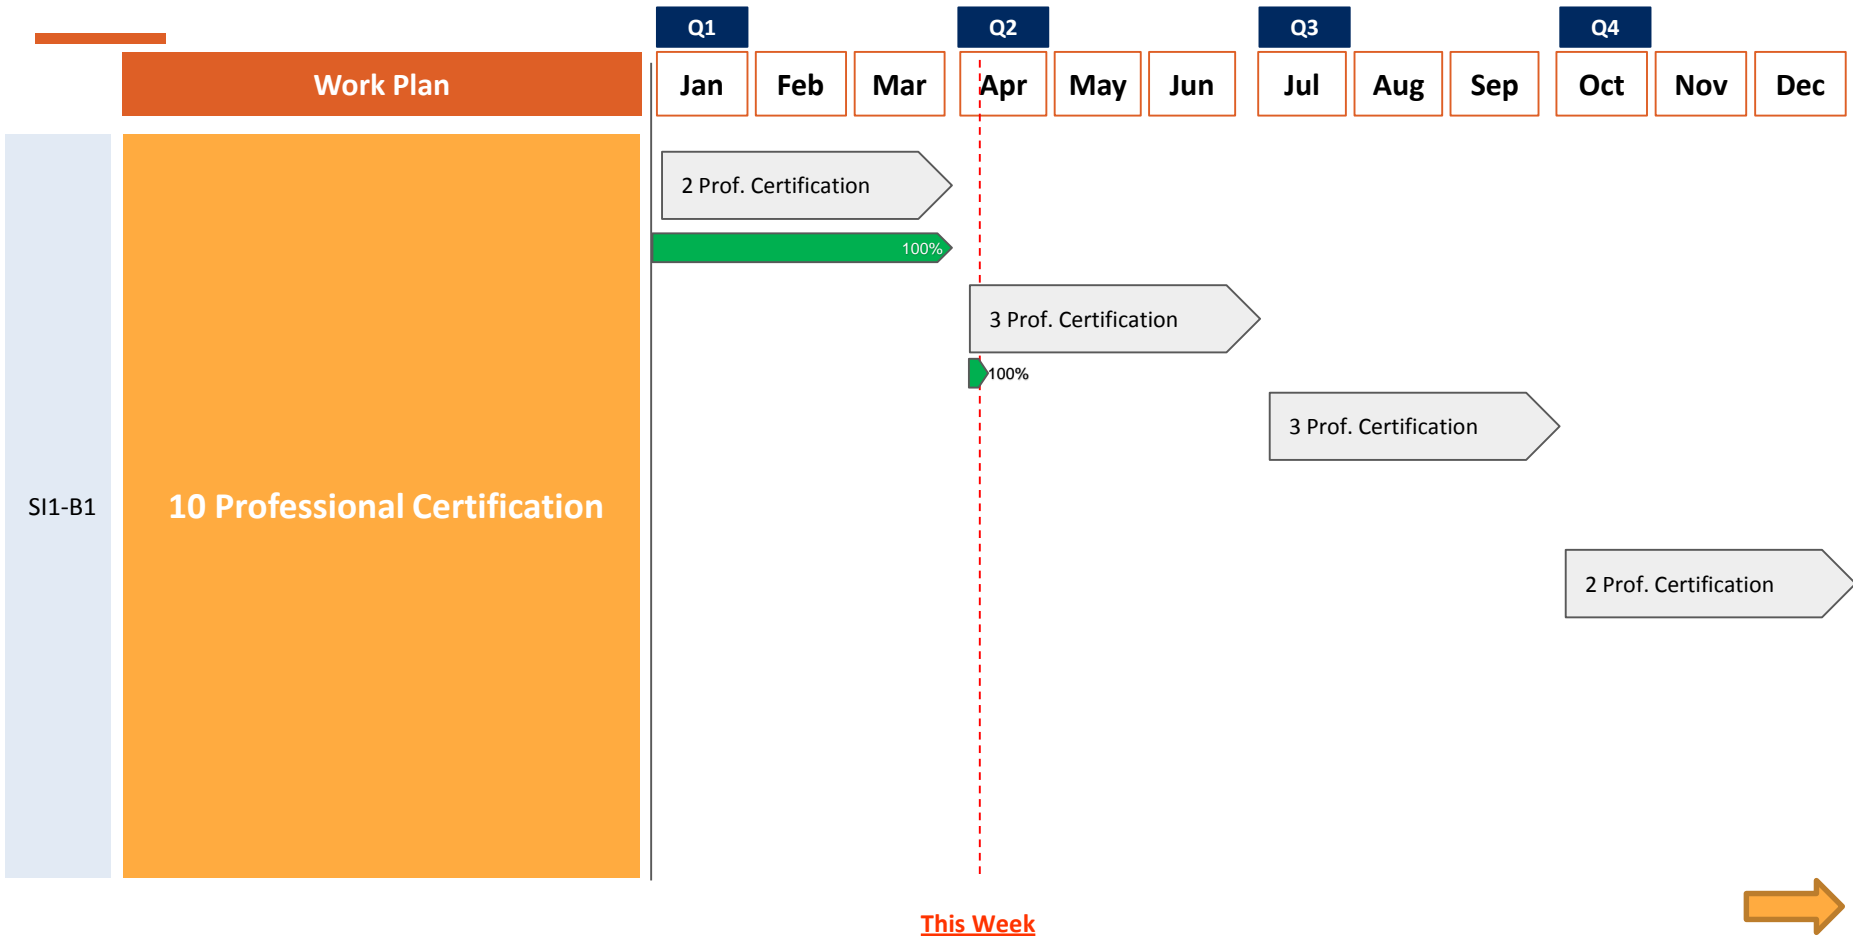 Q1 Q2 Q3 Q4
Work Plan Jan Feb Mar Apr May Jun Jul Aug Sep Oct Nov Dec
2 Prof. Certification
100%
3 Prof. Certification
100%
3 Prof. Certification
SI1-B1 10 Professional Certification
2 Prof. Certification
This Week